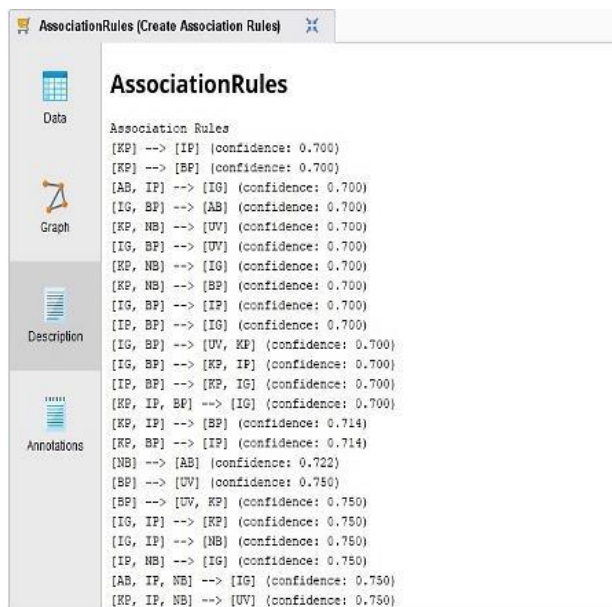 AssociationRules (Create Association Rules)
Data
Graph
Description
Annotations
AssociationRules
Association Rules
[KP] --> [IP] (confidence: 0.700)
[KP] --> [BP] (confidence: 0.700)
[AB, IP] --> [IG] (confidence: 0.700)
[IG, BP] --> [AB] (confidence: 0.700)
[KP, NB] --> [UV] (confidence: 0.700)
[IG, BP] --> [UV] (confidence: 0.700)
[KP, NB] --> [IG] (confidence: 0.700)
[KP, NB] --> [BP] (confidence: 0.700)
[IG, BP] --> [IP] (confidence: 0.700)
[IP, BP] --> [IG] (confidence: 0.700)
[IG, BP] --> [UV, KP] (confidence: 0.700)
[IG, BP] --> [KP, IP] (confidence: 0.700)
[IP, BP] --> [KP, IG] (confidence: 0.700)
[KP, IP, BP] --> [IG] (confidence: 0.700)
[KP, IP] --> [BP] (confidence: 0.714)
[KP, BP] --> [IP] (confidence: 0.714)
[NB] --> [AB] (confidence: 0.722)
[BP] --> [UV] (confidence: 0.750)
[BP] --> [UV, KP] (confidence: 0.750)
[IG, IP] --> [KP] (confidence: 0.750)
[IG, IP] --> [NB] (confidence: 0.750)
[IP, NB] --> [IG] (confidence: 0.750)
[AB, IP, NB] --> [IG] (confidence: 0.750)
[KP, IP, NB] --> [UV] (confidence: 0.750)